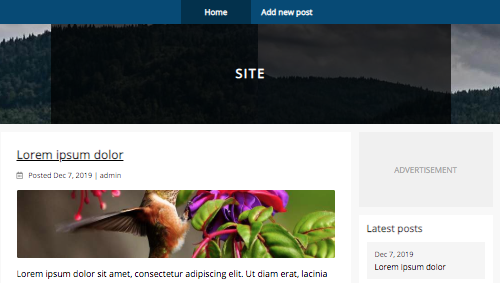 Home
Add new post
SITE
Lorem ipsum dolor
Posted Dec 7, 2019 | admin
Lorem ipsum dolor sit amet, consectetur adipiscing elit. Ut diam erat, lacinia
ADVERTISEMENT
Latest posts
Dec 7, 2019
Lorem ipsum dolor